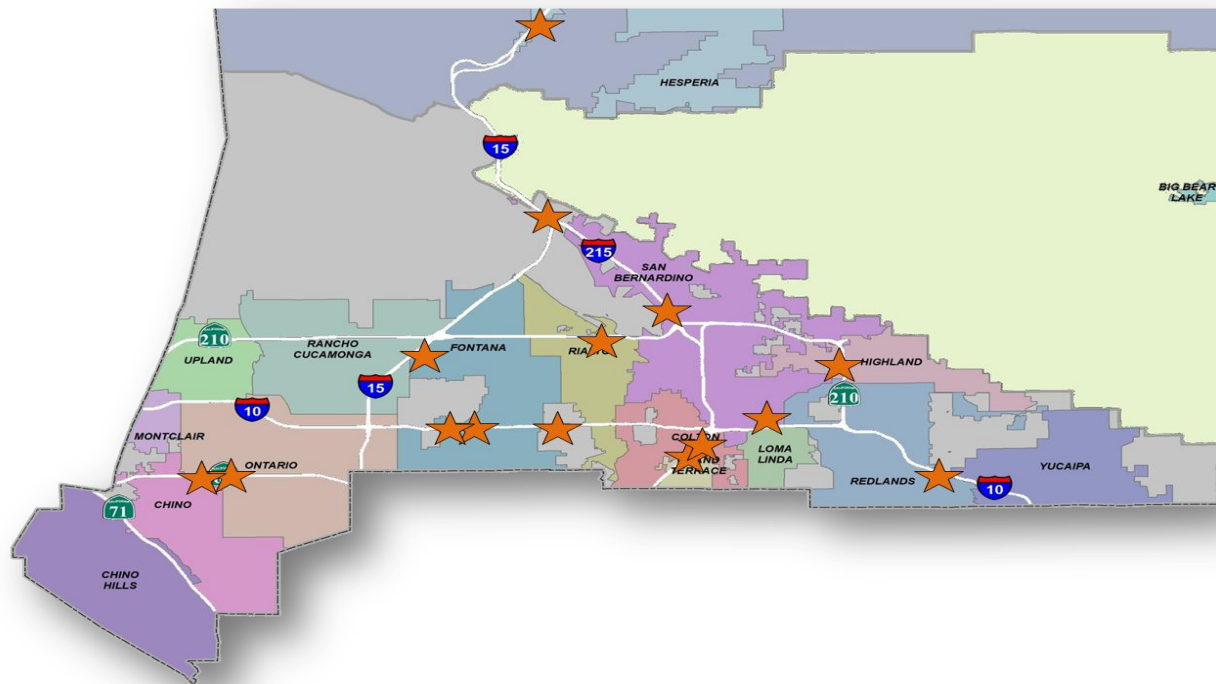 HESPERIA
15
BIG BEAR
LAKE
215
SAN
BERNARDINO
CALIFORNIA
210
UPLAND
RANCHO
CUCAMONGA
FONTANA
HIGHLAND
15
210
10
MONTCLAIR
COLTON
LOMA
LINDA
TERRACE
ONTARIO
YUCAIPA
REDLANDS
10
CHINO
71
CHINO
HILLS